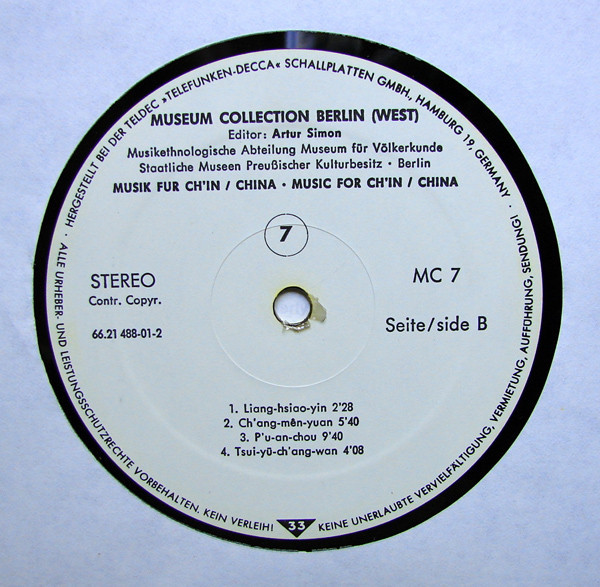 · HERGESTELLT BEI DER TELDEC »TELEFUNKEN-DECCA« SCHALLPLATTEN GMBH., HAMBURG 19, GERMANY ·
MUSEUM COLLECTION BERLIN (WEST)
Editor: Artur Simon
Musikethnologische Abteilung Museum für Völkerkunde
Staatliche Museen Preußischer Kulturbesitz · Berlin
MUSIK FUR CH'IN / CHINA · MUSIC FOR CH'IN / CHINA
7
STEREO
Contr. Copyr.
66.21 488-01-2
MC 7
Seite/side B
1. Liang-hsiao-yin 2'28
2. Ch'ang-mên-yuan 5'40
3. P'u-an-chou 9'40
4. Tsui-yü-ch'ang-wan 4'08
ALLE URHEBER- UND LEISTUNGSSCHUTZRECHTE VORBEHALTEN. KEIN VERLEIH!
33
KEINE UNERLAUBTE VERVIELFÄLTIGUNG, VERMIETUNG, AUFFÜHRUNG, SENDUNG!